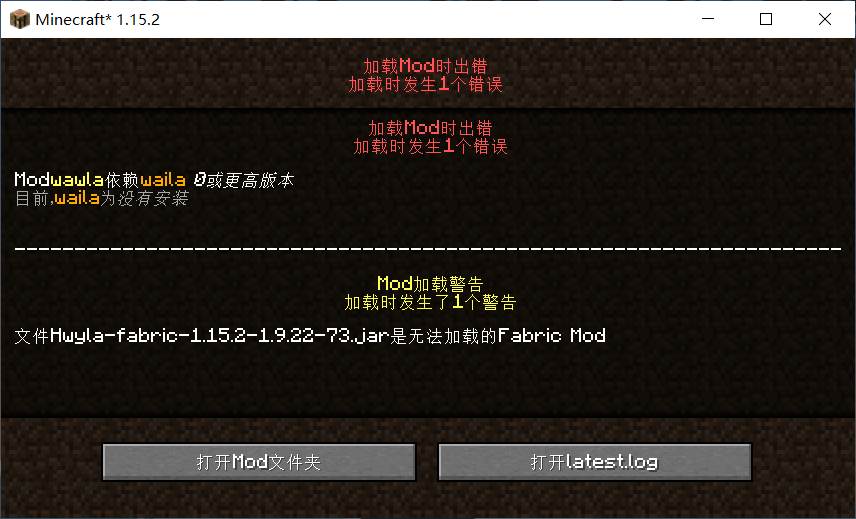 Minecraft* 1.15.2
加载Mod时出错
加载时发生1个错误
加载Mod时出错
加载时发生1个错误
Modwawla依赖waila 0或更高版本
目前,waila为没有安装
Mod加载警告
加载时发生了1个警告
文件Hwyla-fabric-1.15.2-1.9.22-73.jar是无法加载的Fabric Mod
打开Mod文件夹
打开latest.log